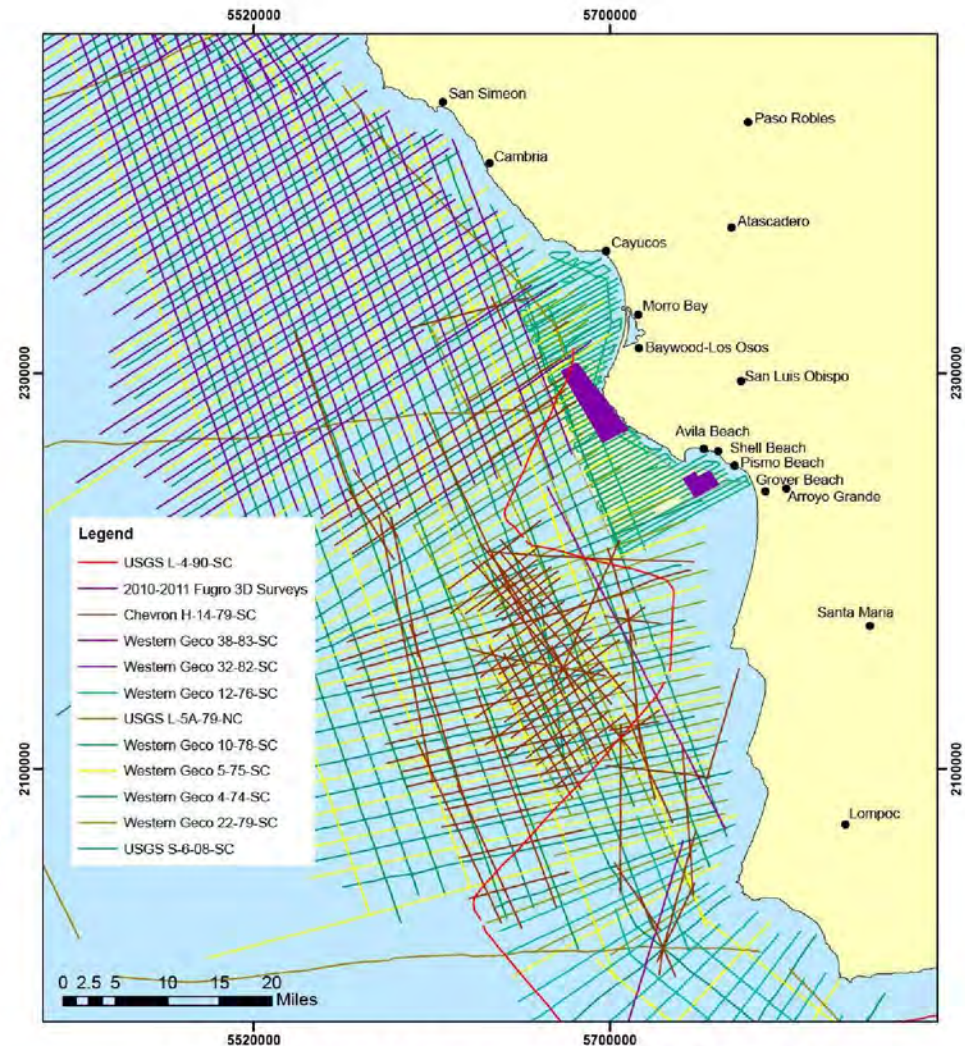 5520000
5700000
San Simeon
Paso Robles
Cambria
Atascadero
Cayucos
Morro Bay
Baywood-Los Osos
2300000
2300000
San Luis Obispo
Avila Beach
Shell Beach
Pismo Beach
Grover Beach
Arroyo Grande
Legend
USGS L-4-90-SC
2010-2011 Fugro 3D Surveys
Chevron H-14-79-SC
Western Geco 38-83-SC
Western Geco 32-82-SC
Western Geco 12-76-SC
USGS L-5A-79-NC
Western Geco 10-78-SC
Western Geco 5-75-SC
Western Geco 4-74-SC
Western Geco 22-79-SC
USGS S-6-08-SC
Santa Maria
2100000
2100000
Lompoc
0 2.5 5 10 15 20
Miles
5520000
5700000